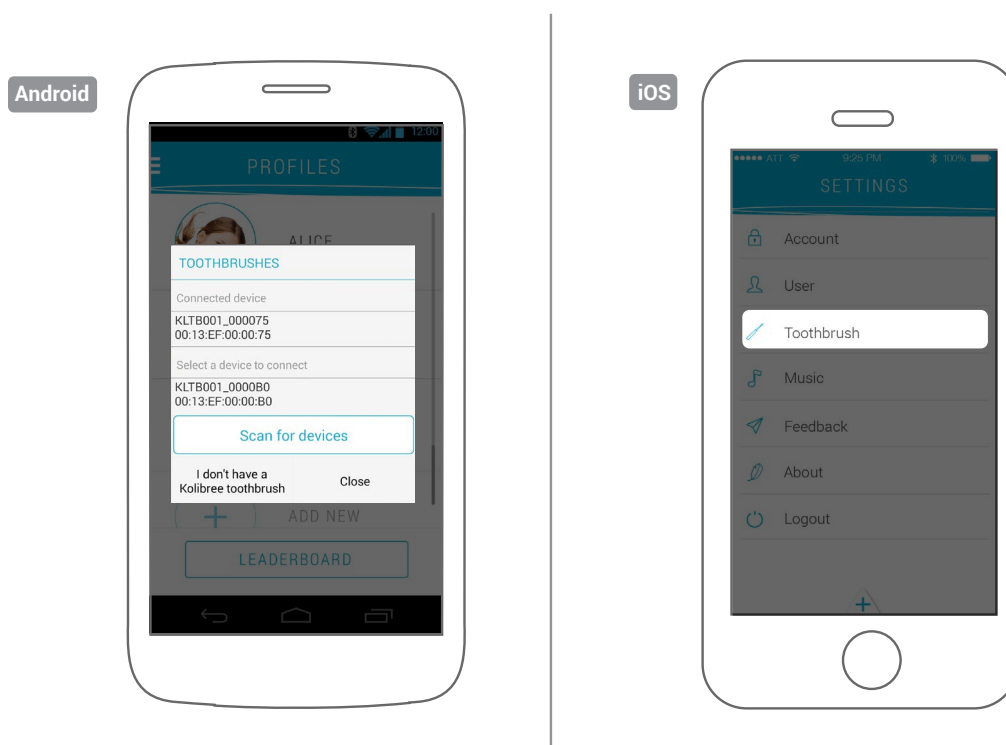 Android
12:00
PROFILES
ALICE
TOOTHBRUSHES
Connected device
KLTB001_000075
00:13:EF:00:00:75
Select a device to connect
KLTB001_0000B0
00:13:EF:00:00:B0
Scan for devices
I don't have a
Kolibree toothbrush
Close
ADD NEW
LEADERBOARD
iOS
ATT 9:25 PM 100%
SETTINGS
Account
User
Toothbrush
Music
Feedback
About
Logout